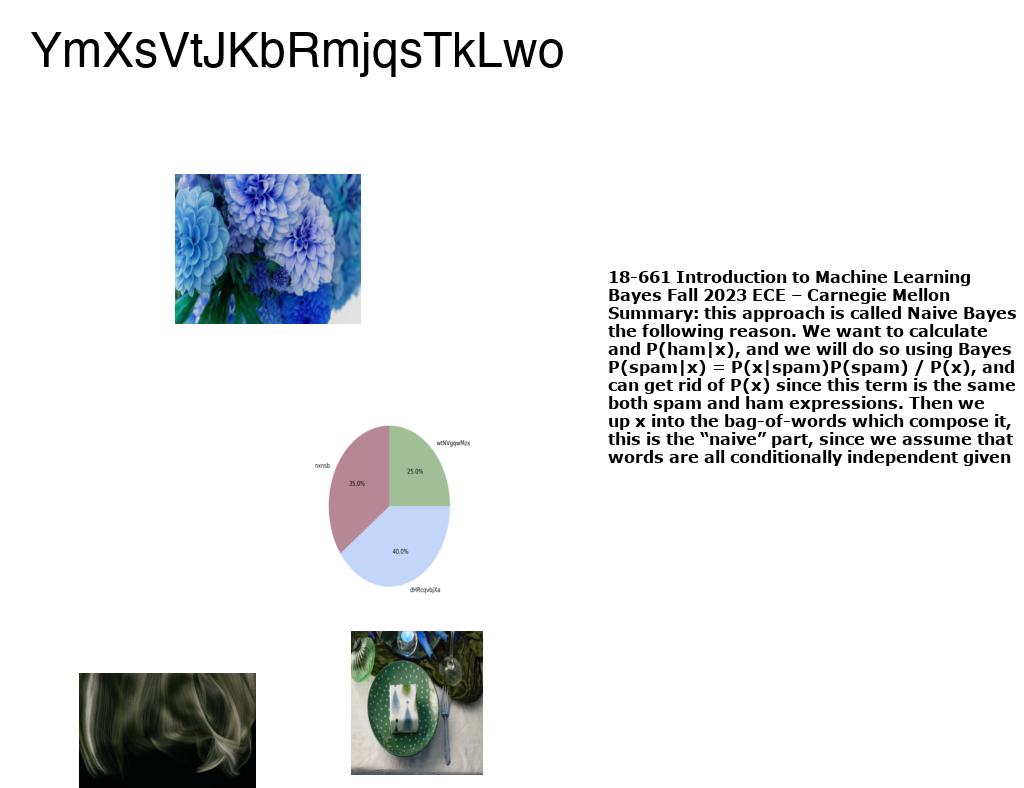 YmXsVtJKbRmjqsTkLwo
18-661 Introduction to Machine Learning
Bayes Fall 2023 ECE – Carnegie Mellon
Summary: this approach is called Naive Bayes
the following reason. We want to calculate
and P(ham|x), and we will do so using Bayes
P(spam|x) = P(x|spam)P(spam) / P(x), and
can get rid of P(x) since this term is the same
both spam and ham expressions. Then we
up x into the bag-of-words which compose it,
this is the “naive” part, since we assume that
words are all conditionally independent given
wtNVgqwMzx
nxnsb
25.0%
35.0%
40.0%
dHRcqvbjXa